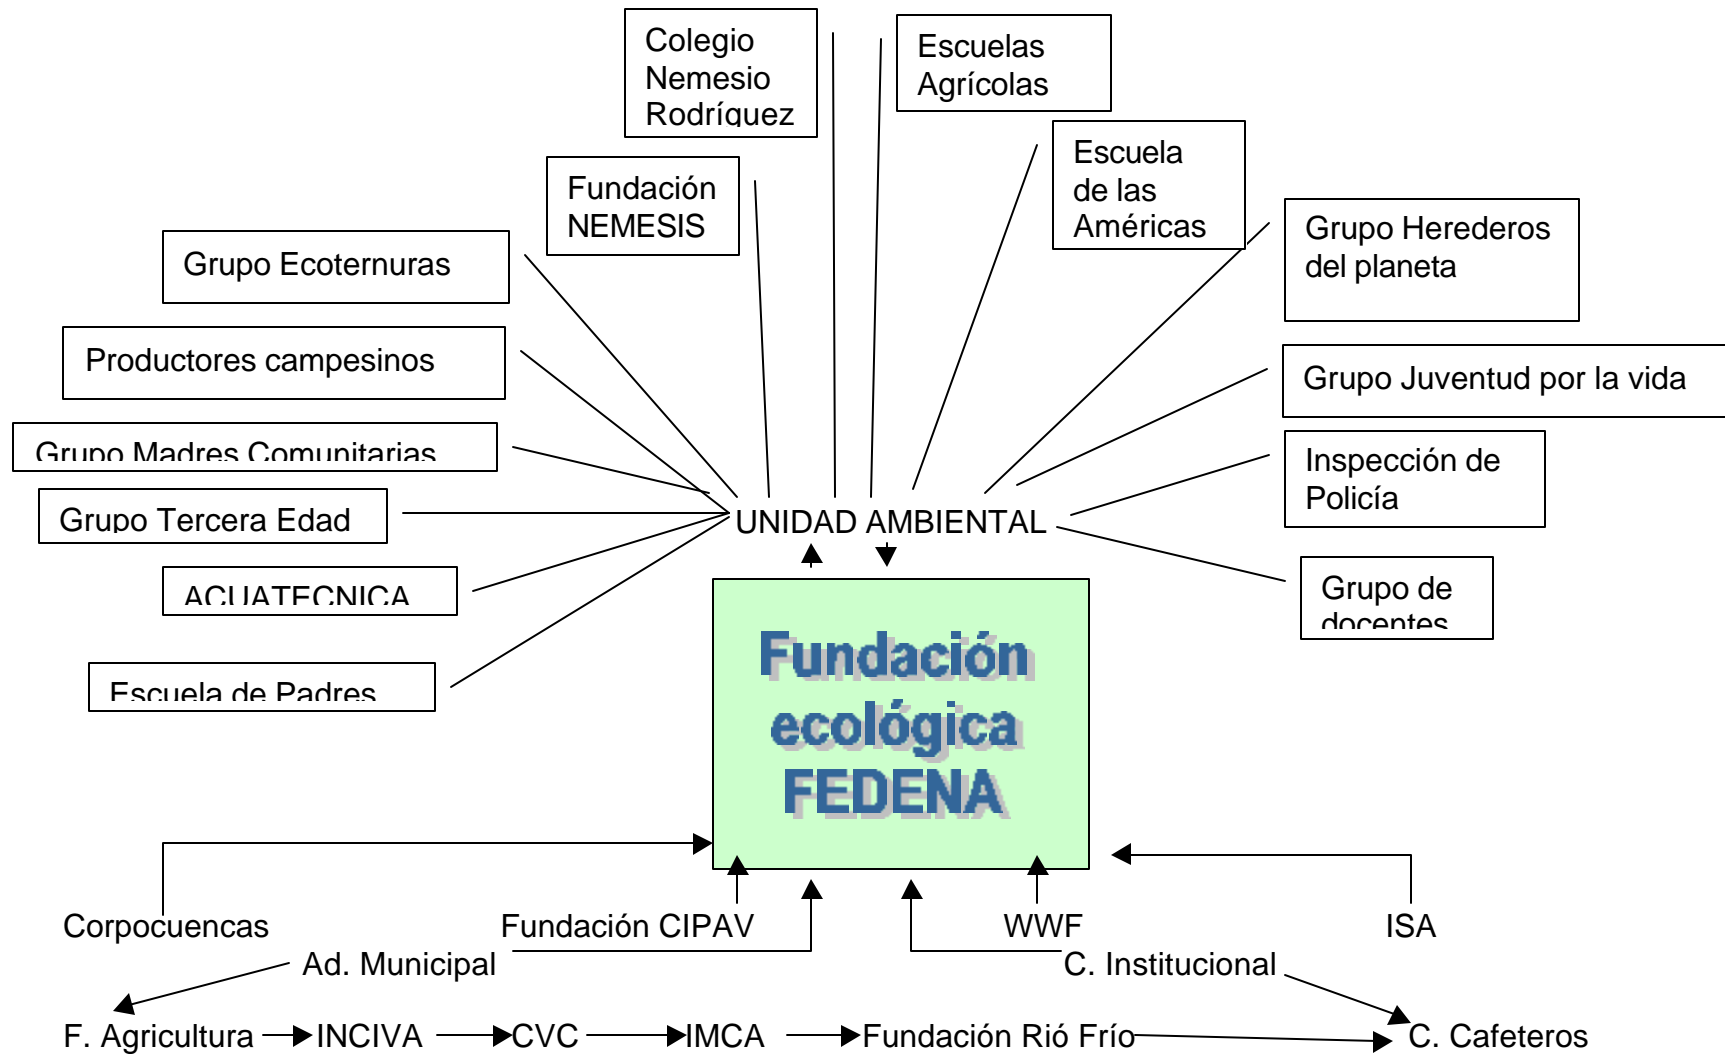 Colegio
Nemesio
Rodríguez
Escuelas
Agrícolas
Escuela
de las
Américas
Fundación
NEMESIS
Grupo Herederos
del planeta
Grupo Ecoternuras
Productores campesinos
Grupo Juventud por la vida
Grupo Madres Comunitarias
Inspección de
Policía
Grupo Tercera Edad
UNIDAD AMBIENTAL
ACUATECNICA
Grupo de
docentes
Escuela de Padres
Fundación
ecológica
FEDENA
Corpocuencas
Fundación CIPAV
WWF
ISA
Ad. Municipal
C. Institucional
F. Agricultura
INCIVA
CVC
IMCA
Fundación Rió Frío
C. Cafeteros